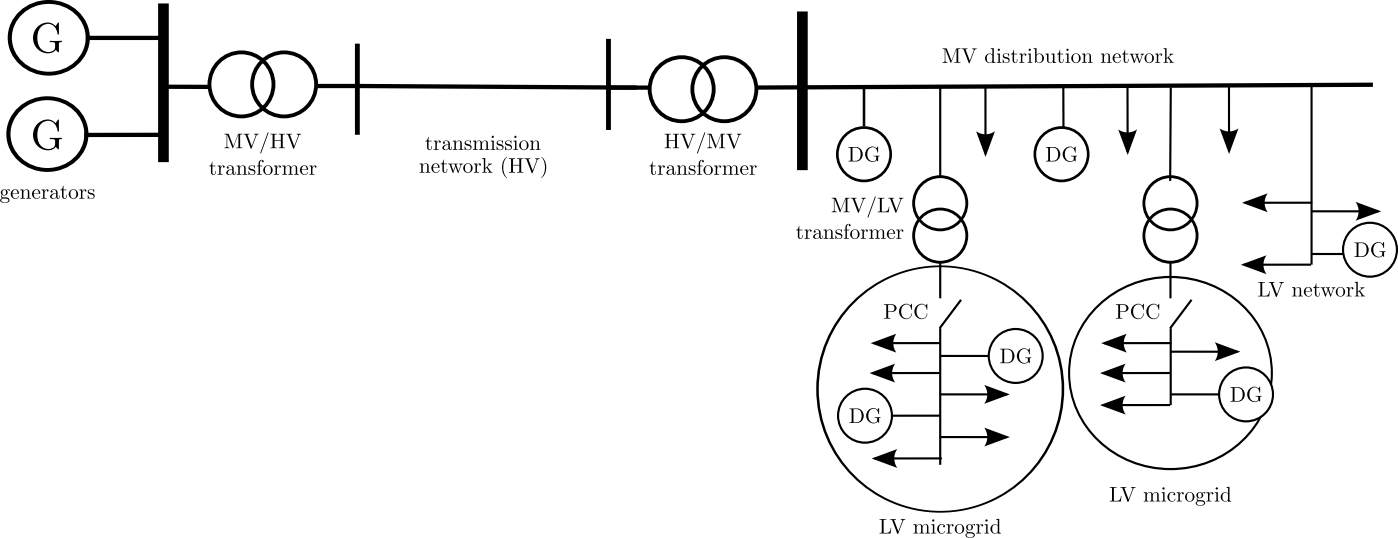 G
G
generators
MV/HV
transformer
transmission
network (HV)
HV/MV
transformer
MV distribution network
DG
DG
MV/LV
transformer
DG
LV network
PCC
DG
DG
LV microgrid
PCC
DG
LV microgrid